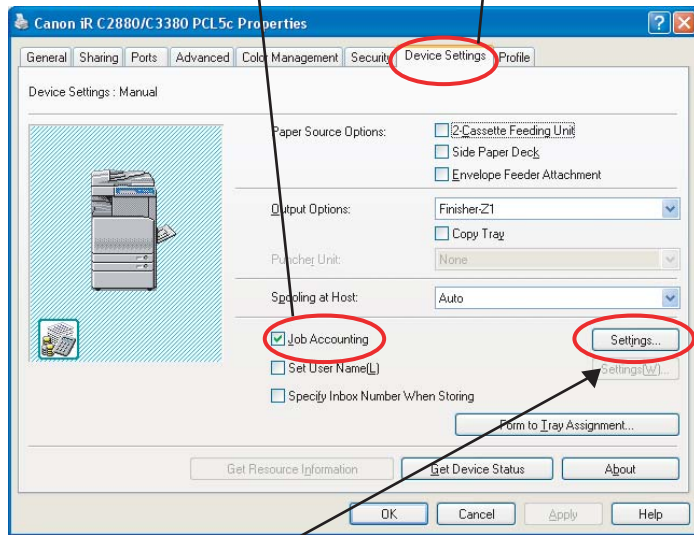 Canon iR C2880/C3380 PCL5c Properties
General Sharing Ports Advanced Color Management Security Device Settings Profile
Device Settings : Manual
Paper Source Options: 2-Cassette Feeding Unit
Side Paper Deck
Envelope Feeder Attachment
Output Options: Finisher-Z1
Copy Tray
Puncher Unit: None
Spooling at Host: Auto
Job Accounting Settings...
Set User Name(L) Settings(W)...
Specify Inbox Number When Storing
Form to Tray Assignment...
Get Resource Information Get Device Status About
OK Cancel Apply Help